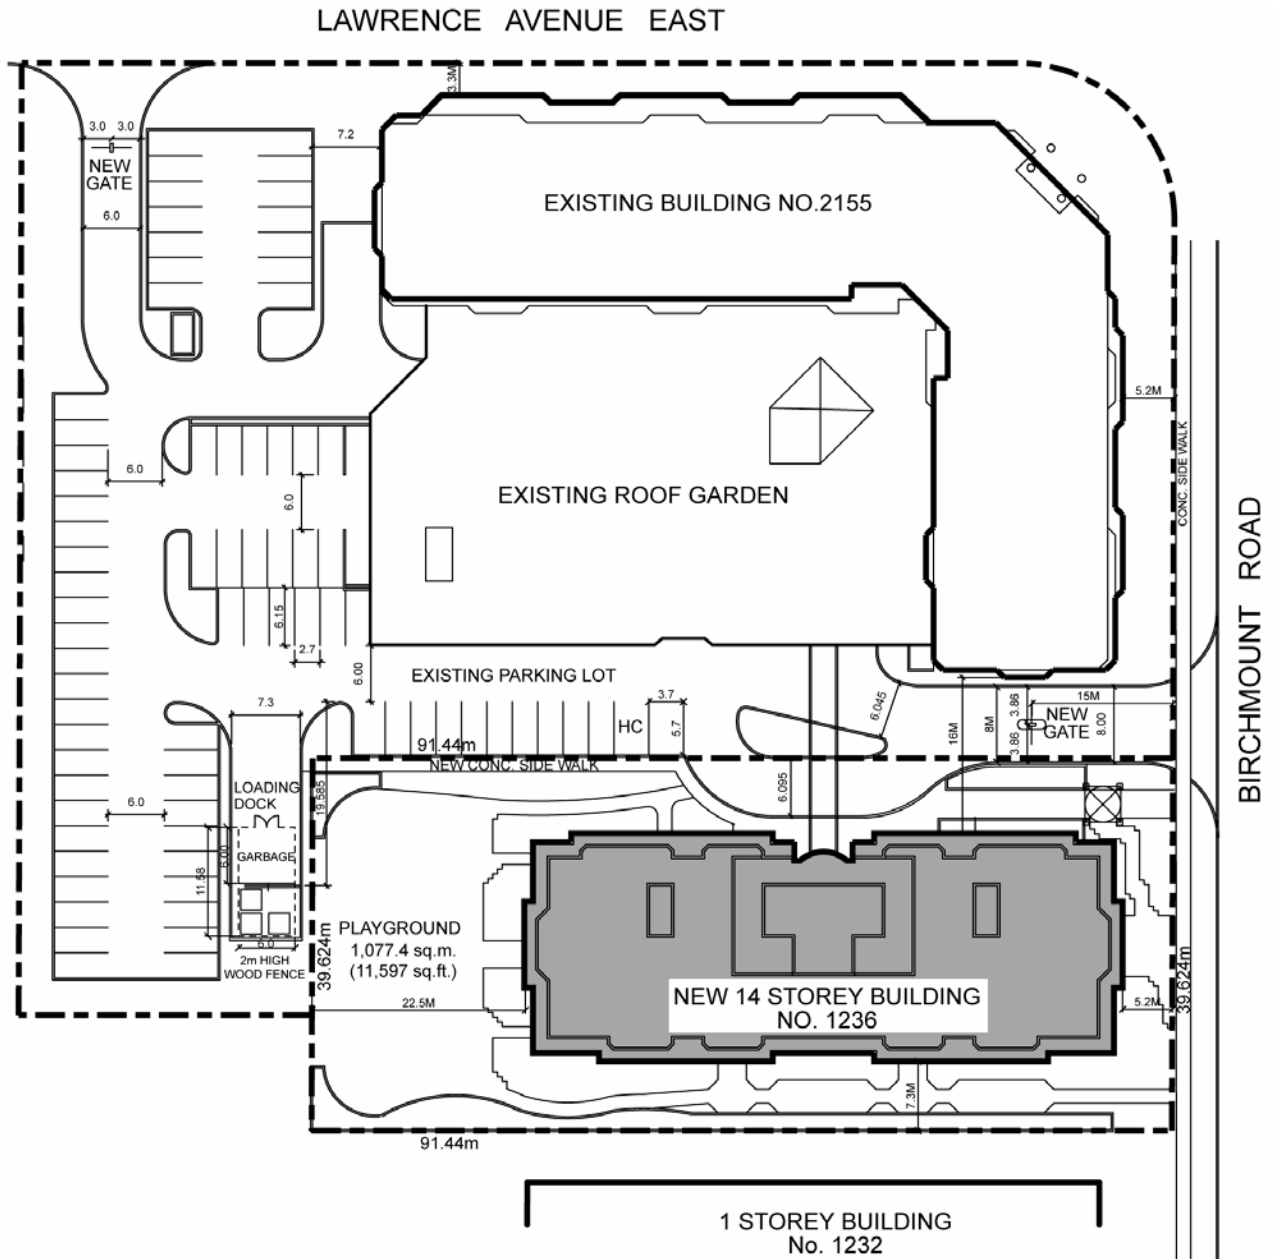 LAWRENCE AVENUE EAST
3.3M
3.0 3.0
7.2
NEW
GATE
6.0
EXISTING BUILDING NO.2155
5.2M
CONC. SIDE WALK
6.0
6.0
EXISTING ROOF GARDEN
BIRCHMOUNT ROAD
6.15
2.7
6.00
EXISTING PARKING LOT
7.3
3.7
HC
5.7
6.045
16M
8M
3.86
3.86
15M
NEW
GATE
8.00
91.44m
NEW CONC. SIDE WALK
LOADING
DOCK
19.585
6.095
6.0
GARBAGE
6.00
11.58
6.0
2m HIGH
WOOD FENCE
39.624m
PLAYGROUND
1,077.4 sq.m.
(11,597 sq.ft.)
22.5M
NEW 14 STOREY BUILDING
NO. 1236
5.2M
39.624m
7.3M
91.44m
1 STOREY BUILDING
No. 1232